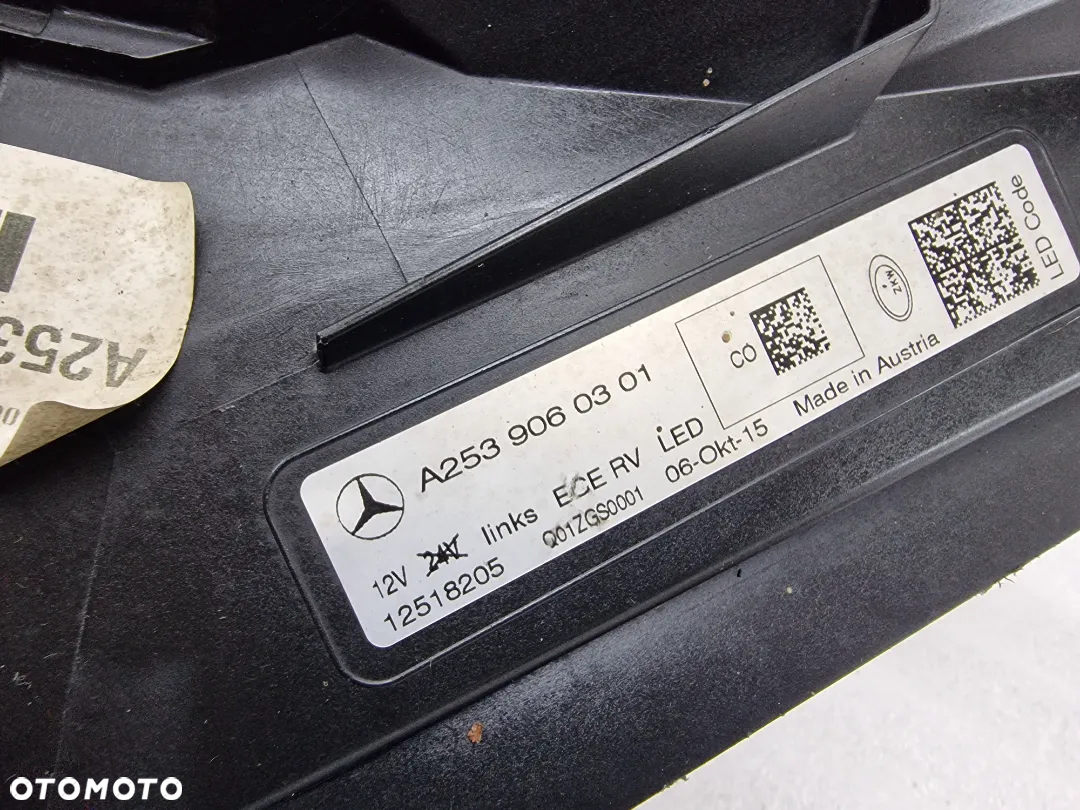 A253
A253 906 03 01
12V 24V links ECE RV LED
12518205 Q01ZGS0001 06-Okt-15 Made in Austria
CO
ZKW
LED Code
OTOMOTO